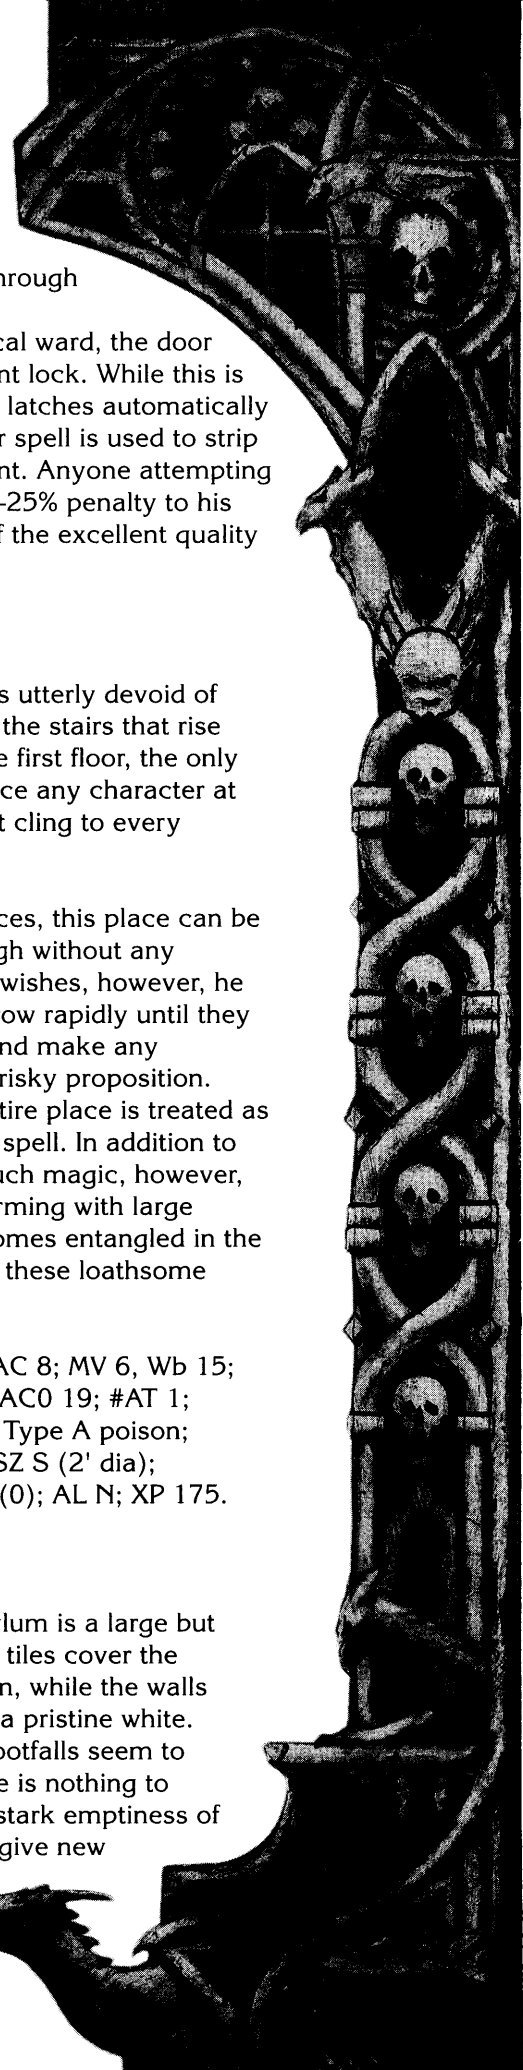 hrough
cal ward, the door
nt lock. While this is
latches automatically
r spell is used to strip
nt. Anyone attempting
-25% penalty to his
f the excellent quality
s utterly devoid of
the stairs that rise
e first floor, the only
ce any character at
t cling to every
ces, this place can be
gh without any
wishes, however, he
ow rapidly until they
nd make any
risky proposition.
tire place is treated as
spell. In addition to
uch magic, however,
rming with large
omes entangled in the
these loathsome
AC 8; MV 6, Wb 15;
AC0 19; #AT 1;
Type A poison;
SZ S (2' dia);
(0); AL N; XP 175.
lum is a large but
tiles cover the
n, while the walls
a pristine white.
ootfalls seem to
e is nothing to
stark emptiness of
give new